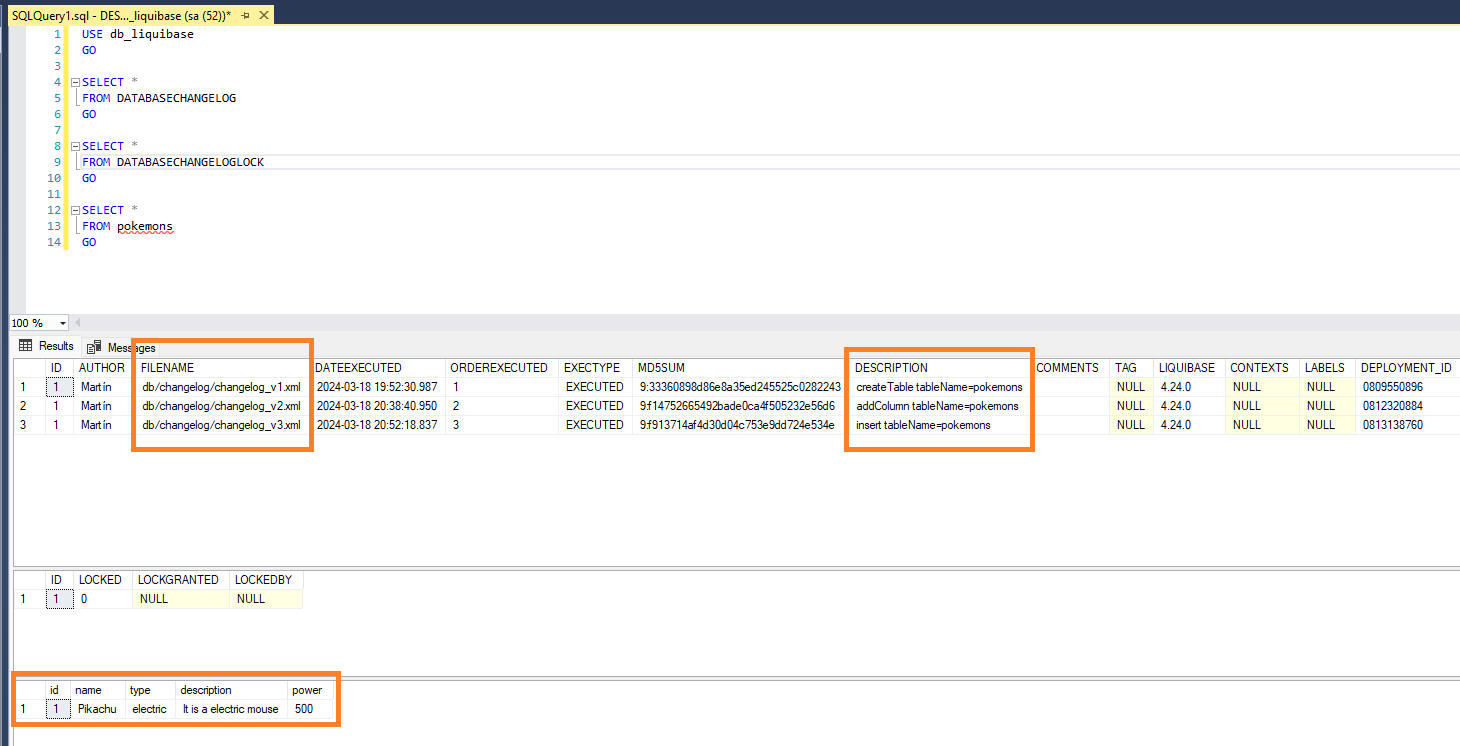 SQLQuery1.sql - DES..._liquibase (sa (52))*
1 USE db_liquibase
2 GO
3
4 SELECT *
5 FROM DATABASECHANGELOG
6 GO
7
8 SELECT *
9 FROM DATABASECHANGELOGLOCK
10 GO
11
12 SELECT *
13 FROM pokemons
14 GO
100 %
Results Messages
ID AUTHOR FILENAME DATEEXECUTED ORDEREXECUTED EXECTYPE MD5SUM DESCRIPTION COMMENTS TAG LIQUIBASE CONTEXTS LABELS DEPLOYMENT_ID
1 1 Martín db/changelog/changelog_v1.xml 2024-03-18 19:52:30.987 1 EXECUTED 9:33360898d86e8a35ed245525c0282243 createTable tableName=pokemons NULL 4.24.0 NULL NULL 0809550896
2 1 Martín db/changelog/changelog_v2.xml 2024-03-18 20:38:40.950 2 EXECUTED 9:f14752665492bade0ca4f505232e56d6 addColumn tableName=pokemons NULL 4.24.0 NULL NULL 0812320884
3 1 Martín db/changelog/changelog_v3.xml 2024-03-18 20:52:18.837 3 EXECUTED 9:f913714af4d30d04c753e9dd724e534e insert tableName=pokemons NULL 4.24.0 NULL NULL 0813138760
ID LOCKED LOCKGRANTED LOCKEDBY
1 1 0 NULL NULL
id name type description power
1 1 Pikachu electric It is a electric mouse 500